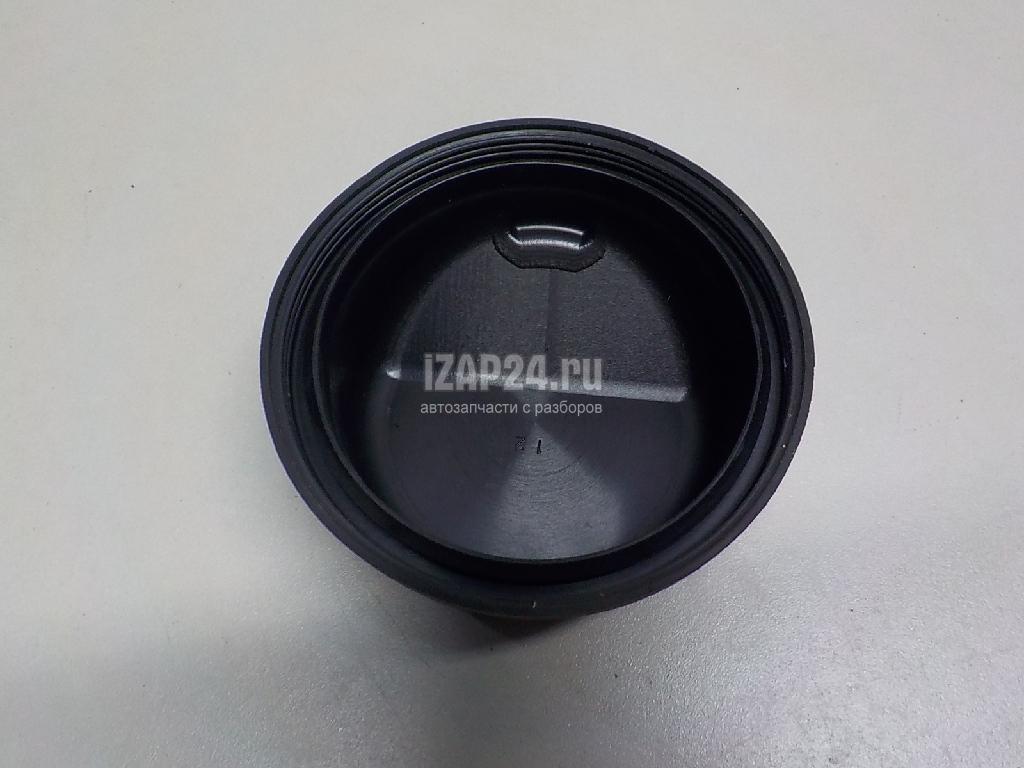 iZAP24.ru
автозапчасти с разборов